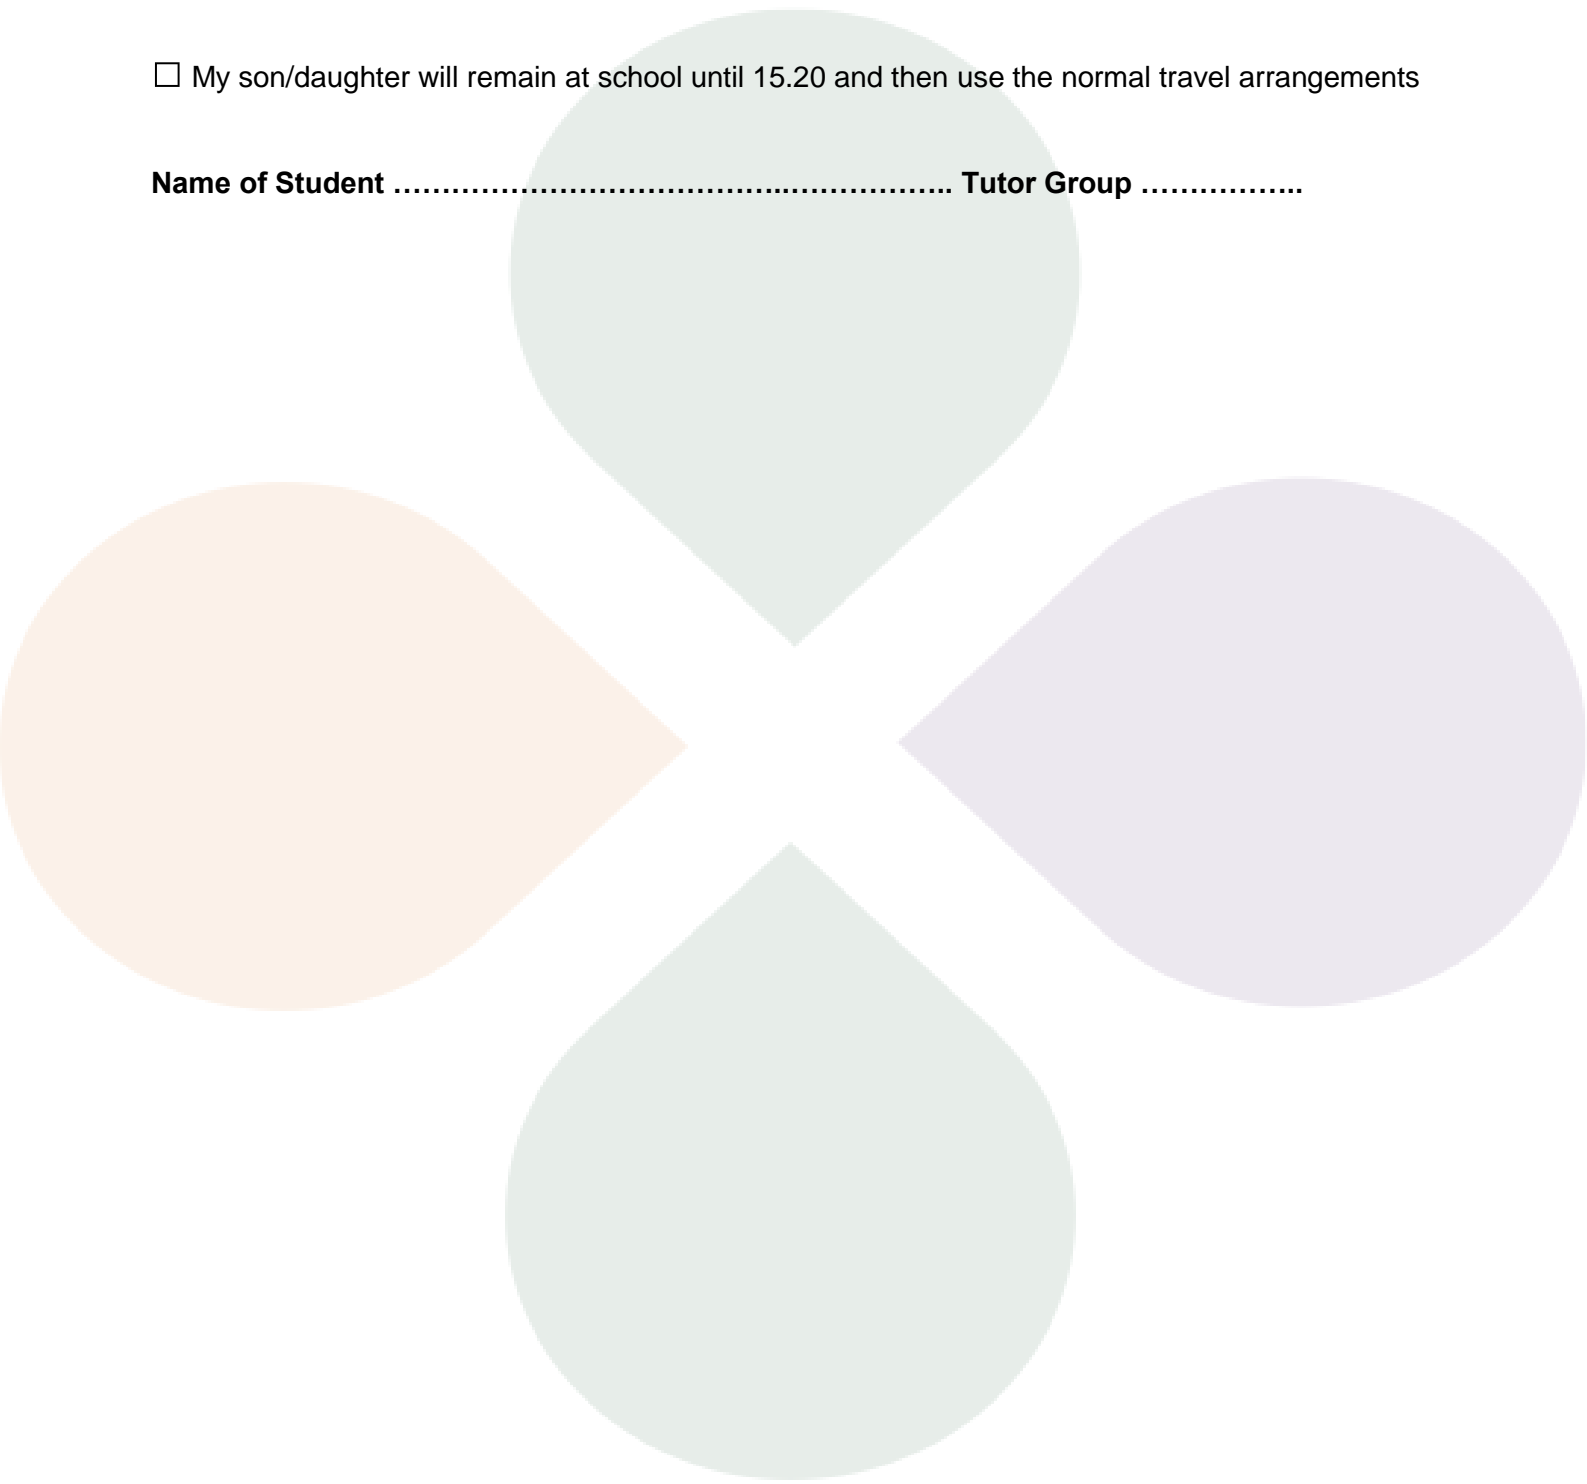 ☐ My son/daughter will remain at school until 15.20 and then use the normal travel arrangements
Name of Student …………………………………..…………….. Tutor Group ……………..